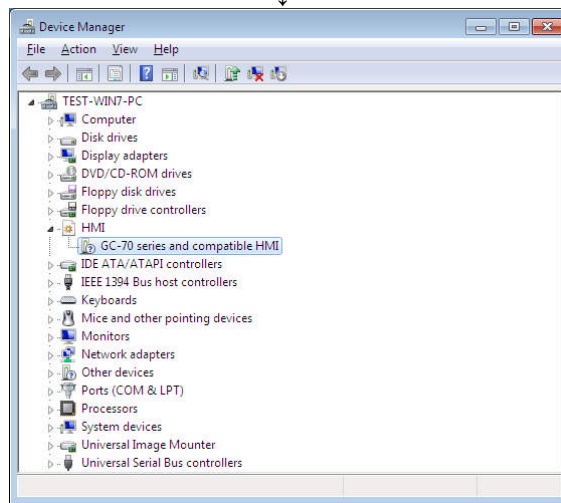 Device Manager
File Action View Help
TEST-WIN7-PC
Computer
Disk drives
Display adapters
DVD/CD-ROM drives
Floppy disk drives
Floppy drive controllers
HMI
GC-70 series and compatible HMI
IDE ATA/ATAPI controllers
IEEE 1394 Bus host controllers
Keyboards
Mice and other pointing devices
Monitors
Network adapters
Other devices
Ports (COM & LPT)
Processors
System devices
Universal Image Mounter
Universal Serial Bus controllers